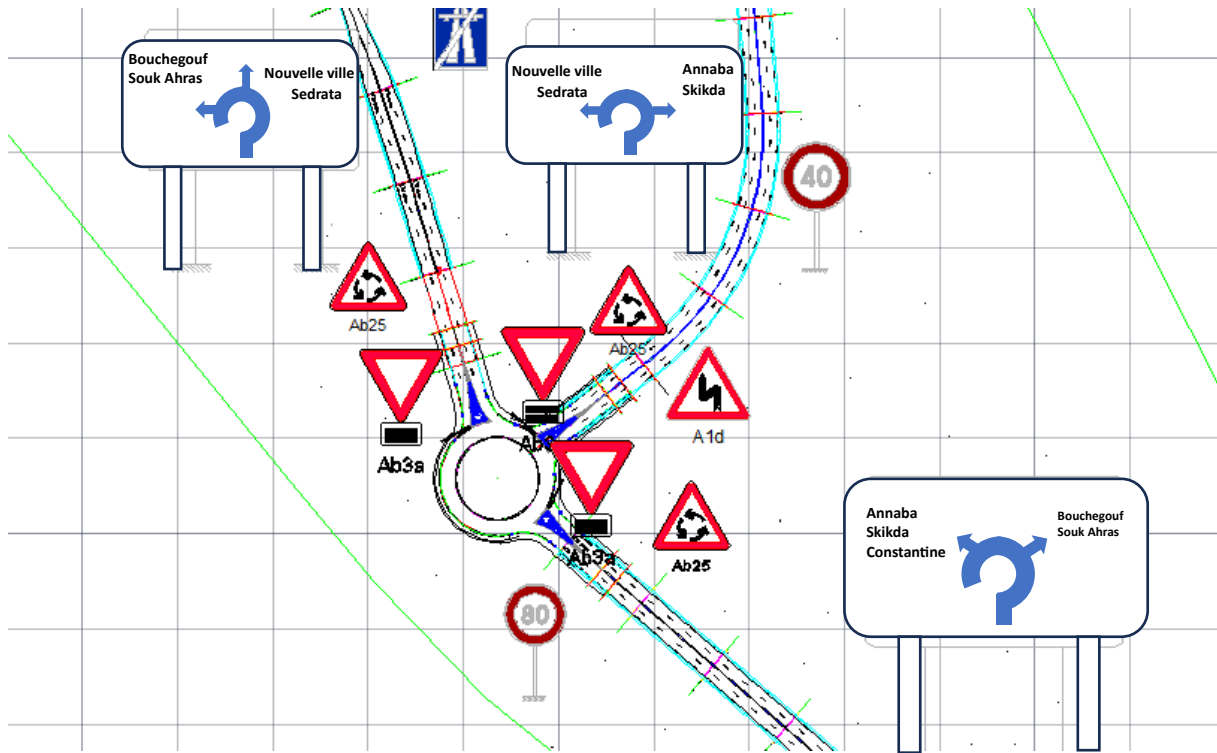 Bouchegouf
Souk Ahras
Nouvelle ville
Sedrata
Nouvelle ville
Sedrata
Annaba
Skikda
40
Ab25
Ab25
A1d
Ab3a
Ab3a
Ab25
80
Annaba
Skikda
Constantine
Bouchegouf
Souk Ahras